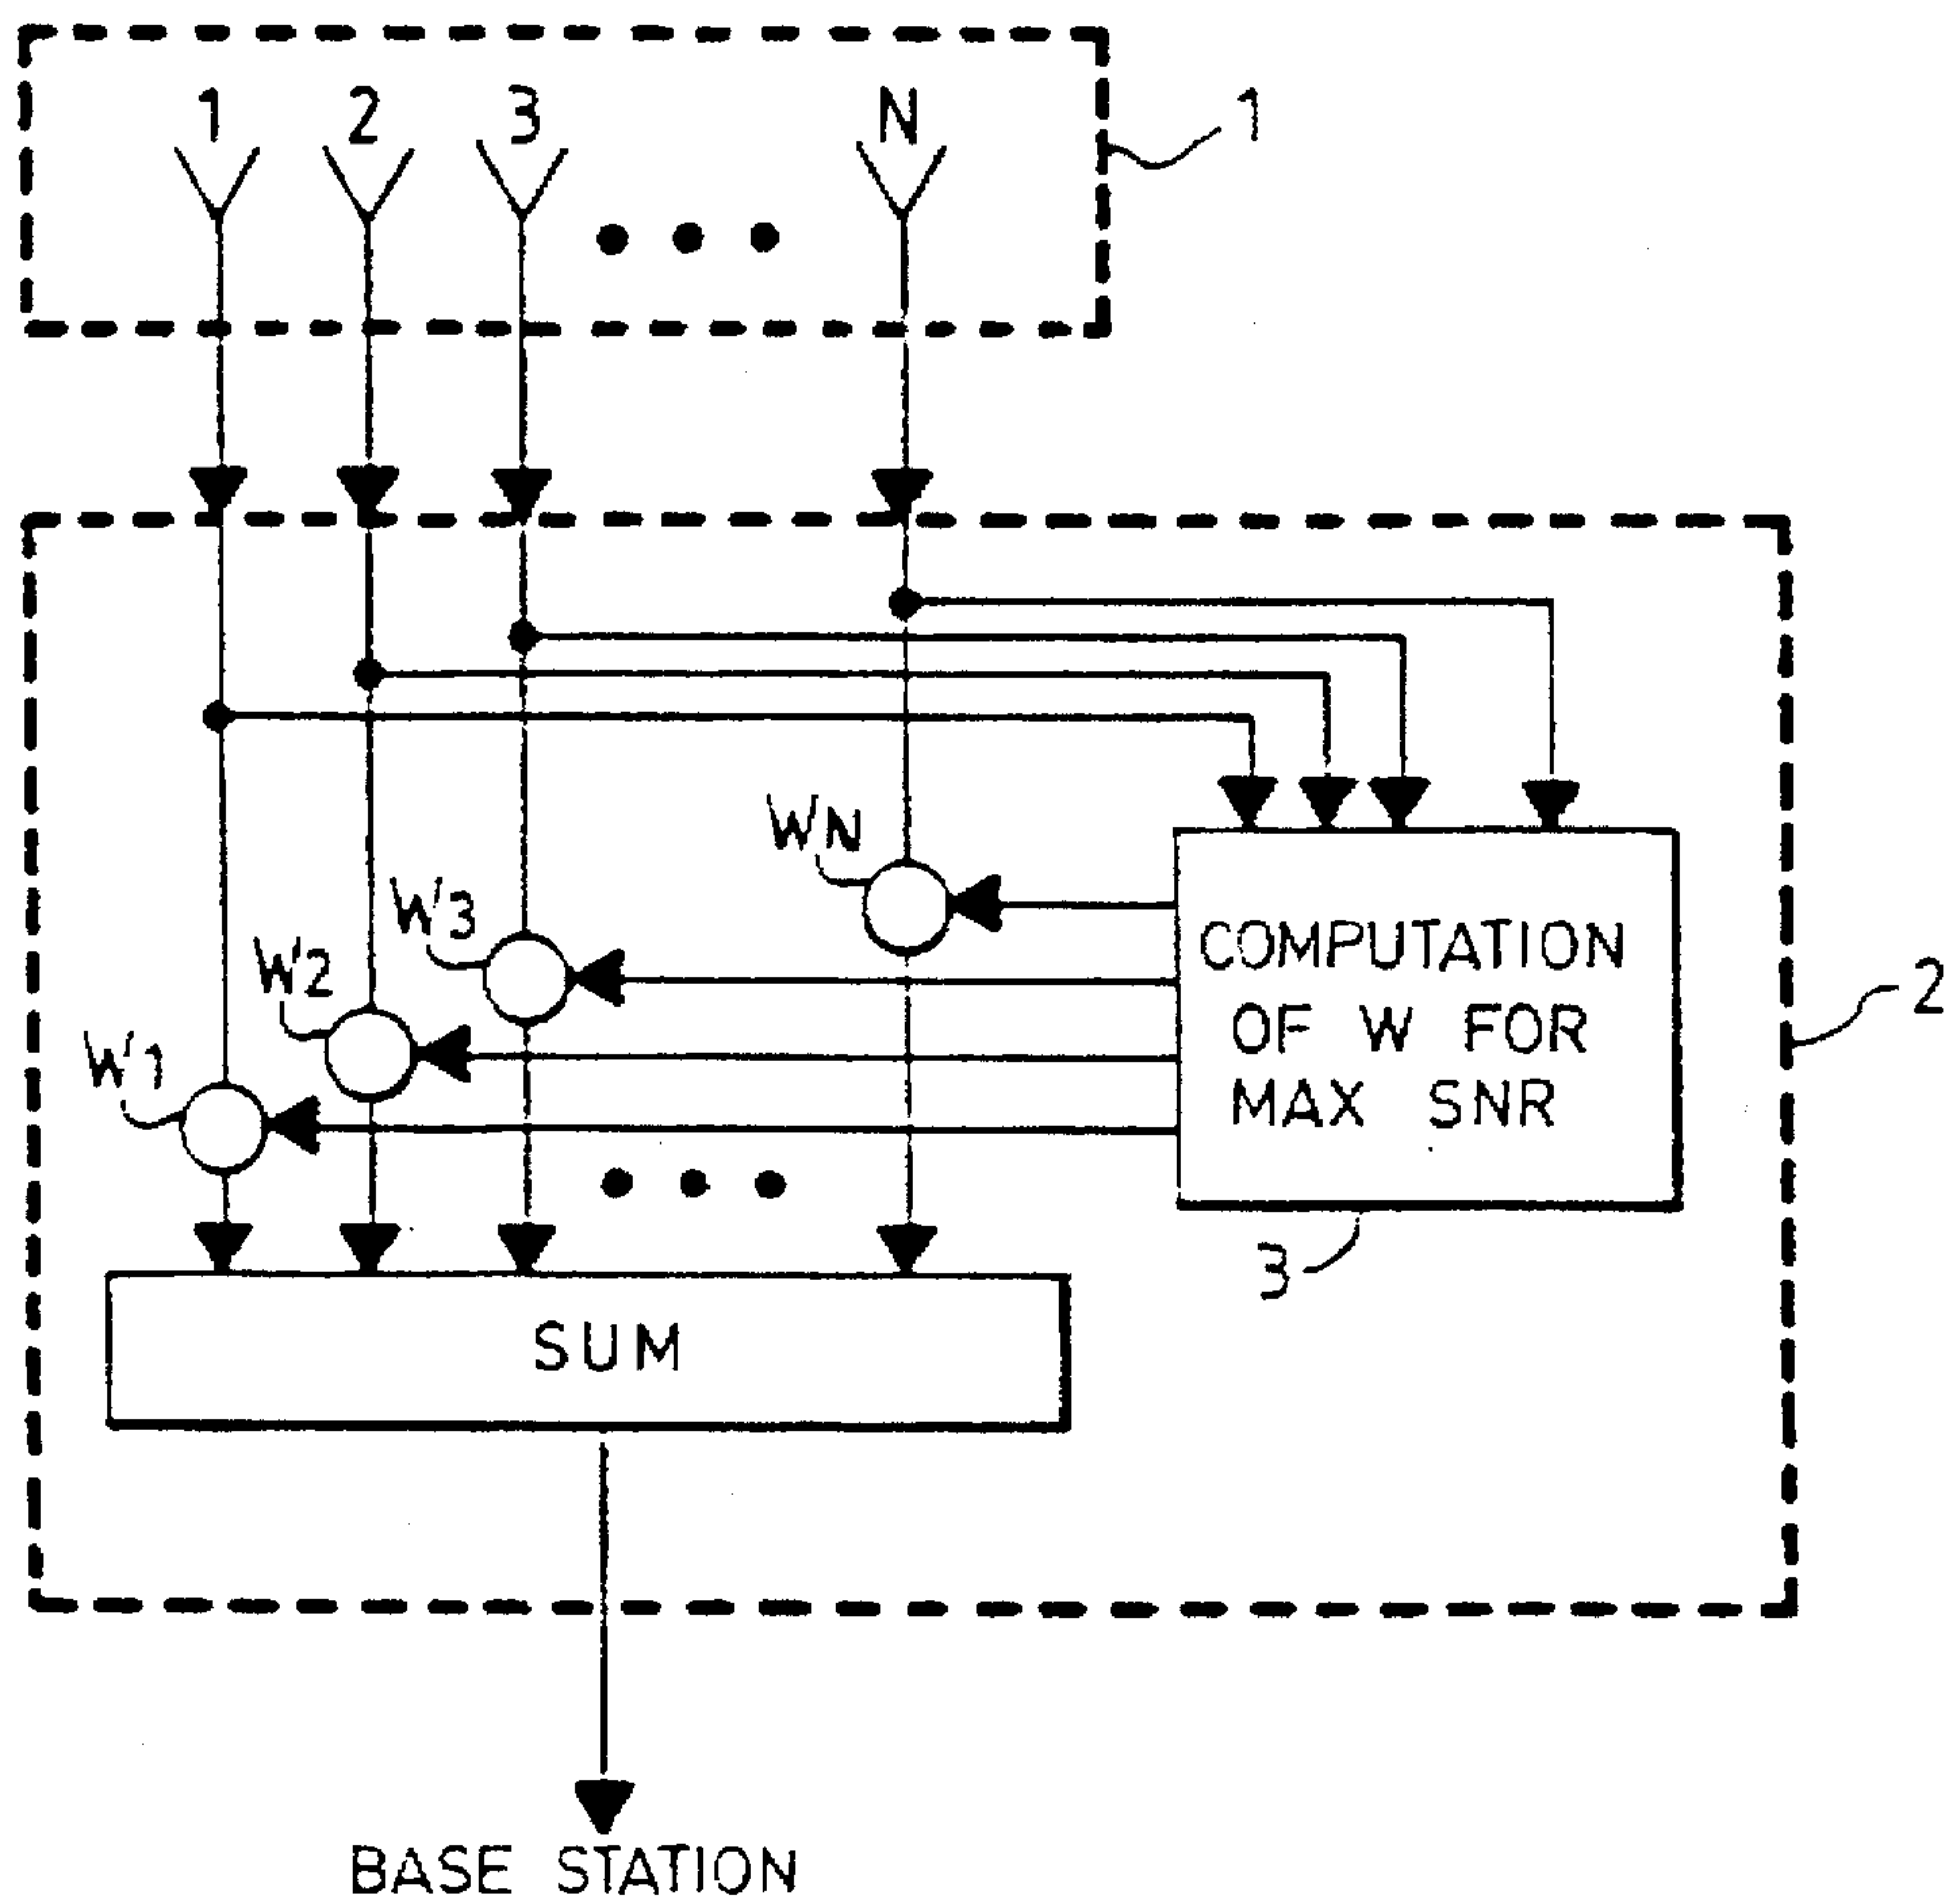 1 2 3 N
1
WN
W3
W2
W1
COMPUTATION
OF W FOR
MAX SNR
2
3
SUM
BASE STATION